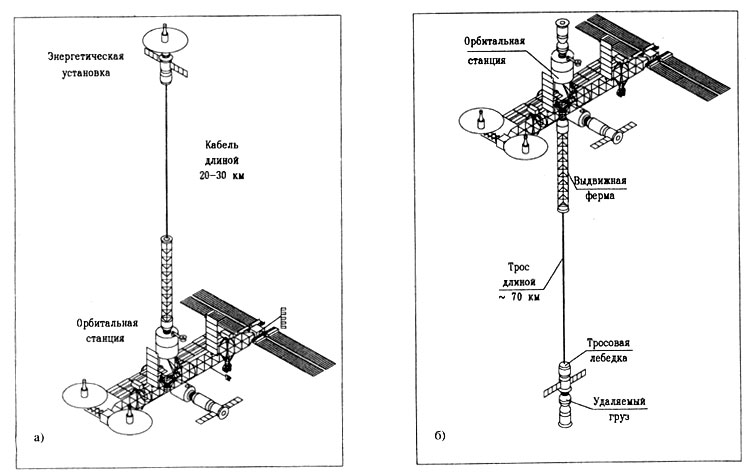 Энергетическая
установка
Кабель
длиной
20–30 км
Орбитальная
станция
а)
Орбитальная
станция
Выдвижная
ферма
Трос
длиной
~ 70 км
Тросовая
лебедка
Удаляемый
груз
б)